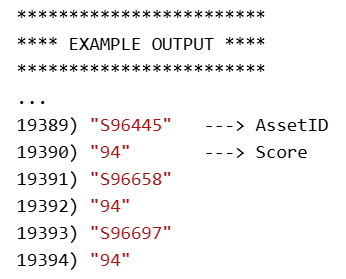 ************************
**** EXAMPLE OUTPUT ****
************************
...
19389) "S96445"   ---> AssetID
19390) "94"       ---> Score
19391) "S96658"
19392) "94"
19393) "S96697"
19394) "94"